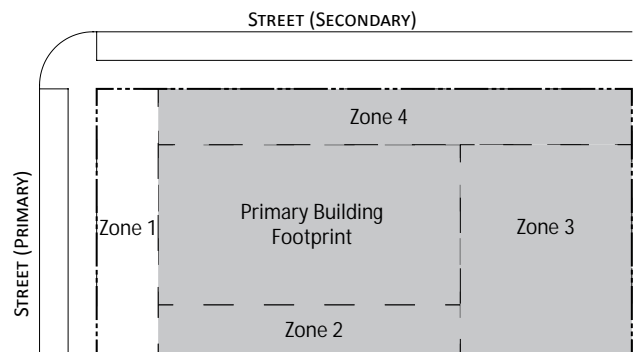 STREET (SECONDARY)
Zone 4
STREET (PRIMARY)
Zone 1
Primary Building
Footprint
Zone 3
Zone 2